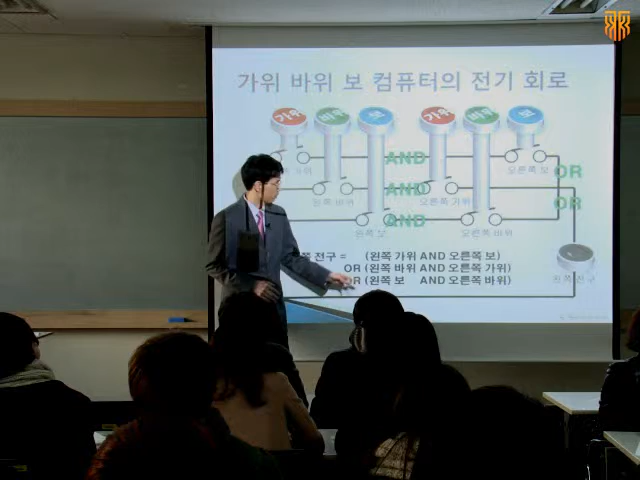 가위 바위 보 컴퓨터의 전기 회로
가위 바위 보 가위 바위 보
AND
오른쪽 보
OR
AND
OR
왼쪽 바위 오른쪽 가위
AND
왼쪽 보 오른쪽 바위
쪽 전구 = (왼쪽 가위 AND 오른쪽 보)
OR (왼쪽 바위 AND 오른쪽 가위)
OR (왼쪽 보 AND 오른쪽 바위)
왼쪽 전구